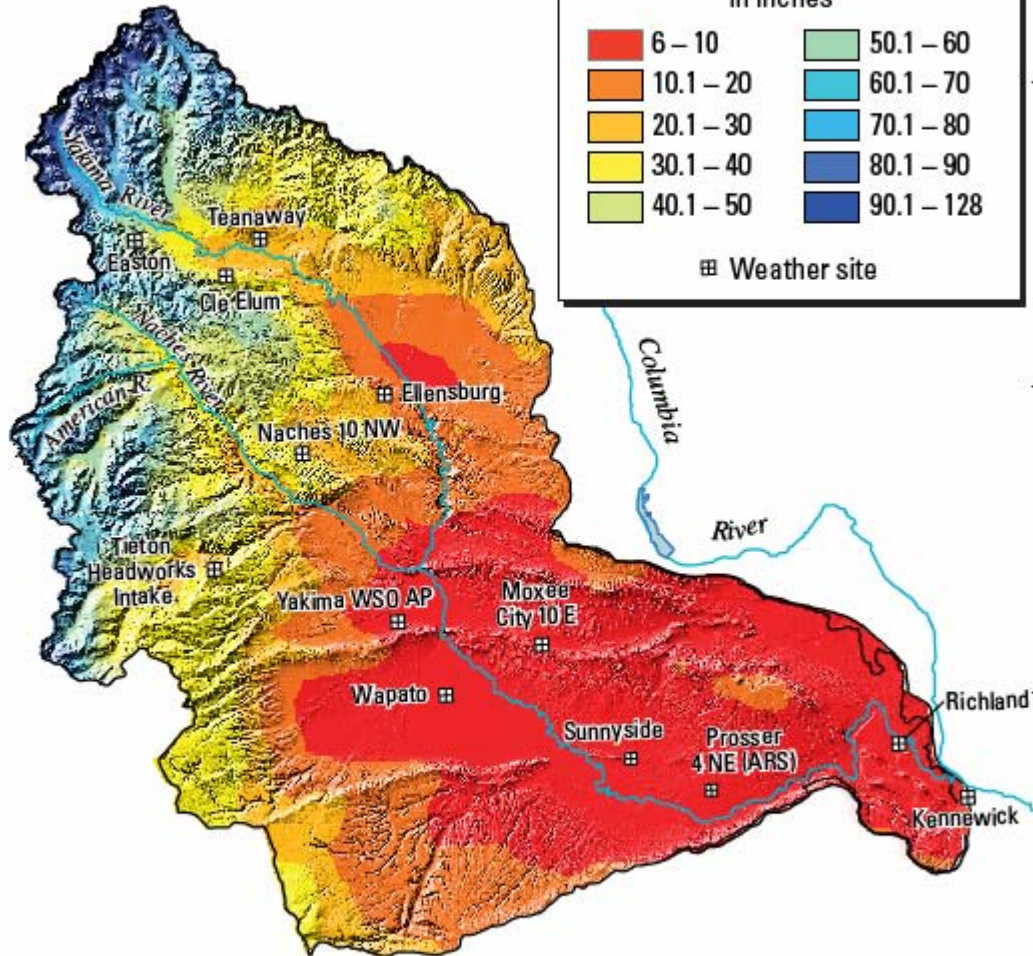 in inches
6 – 10
10.1 – 20
20.1 – 30
30.1 – 40
40.1 – 50
50.1 – 60
60.1 – 70
70.1 – 80
80.1 – 90
90.1 – 128
Weather site
Yakima River
Teanaway
Easton
Cle Elum
Naches River
American R.
Ellensburg
Naches 10 NW
Columbia
River
Tieton
Headworks
Intake
Yakima WSO AP
Moxee
City 10 E
Wapato
Sunnyside
Prosser
4 NE (ARS)
Richland
Kennewick